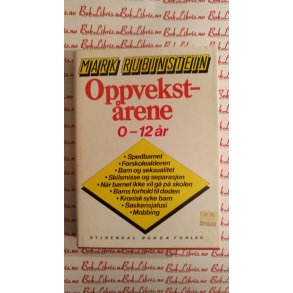 MARK RUBINSTEIN
Oppvekst-
årene
0-12 år
• Spedbarnet
• Førskolealderen
• Barn og seksualitet
• Skilsmisse og separasjon
• Når barnet ikke vil gå på skolen
• Barns forhold til døden
• Kronisk syke barn
• Søskensjalusi
• Mobbing
GYLDENDAL NORSK FORLAG